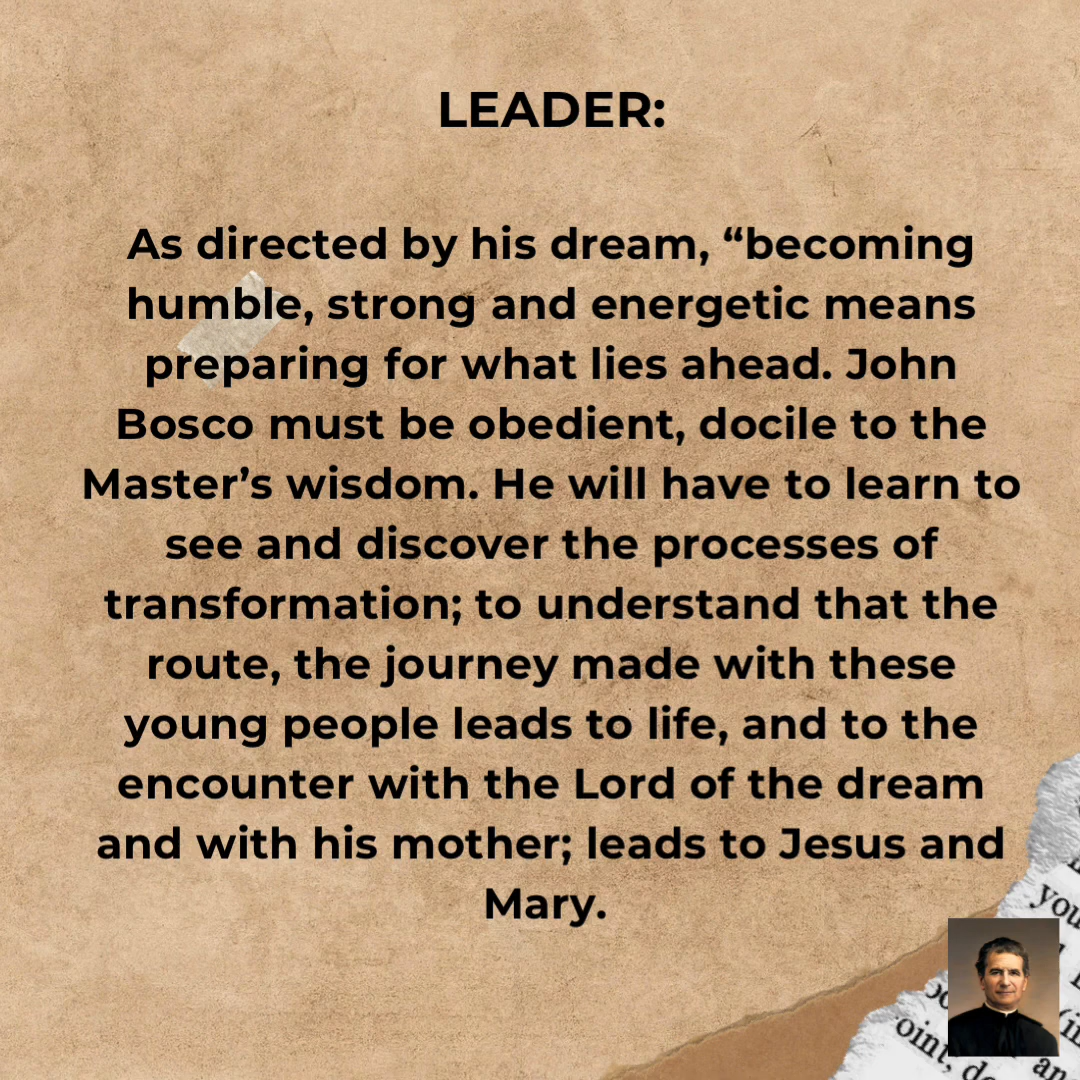 LEADER:
As directed by his dream, “becoming
humble, strong and energetic means
preparing for what lies ahead. John
Bosco must be obedient, docile to the
Master’s wisdom. He will have to learn to
see and discover the processes of
transformation; to understand that the
route, the journey made with these
young people leads to life, and to the
encounter with the Lord of the dream
and with his mother; leads to Jesus and
Mary.